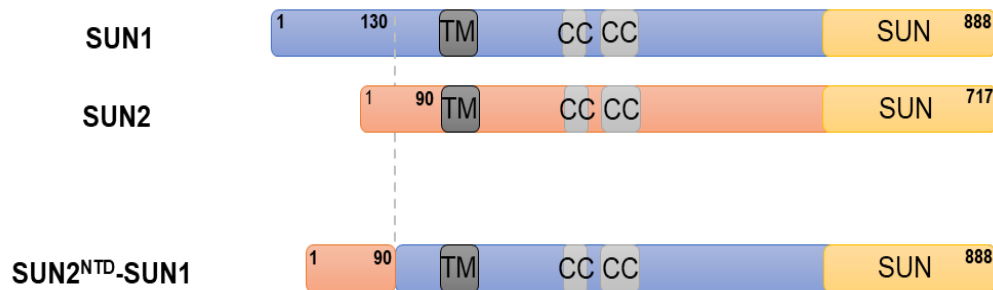 SUN1 1 130 TM CC CC SUN 888
SUN2 1 90 TM CC CC SUN 717
SUN2NTD-SUN1 1 90 TM CC CC SUN 888